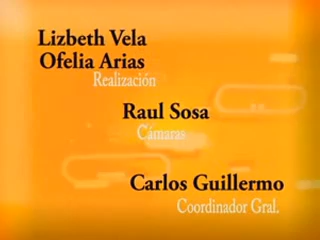 Lizbeth Vela
Ofelia Arias
Realización
Raul Sosa
Cámaras
Carlos Guillermo
Coordinador Gral.